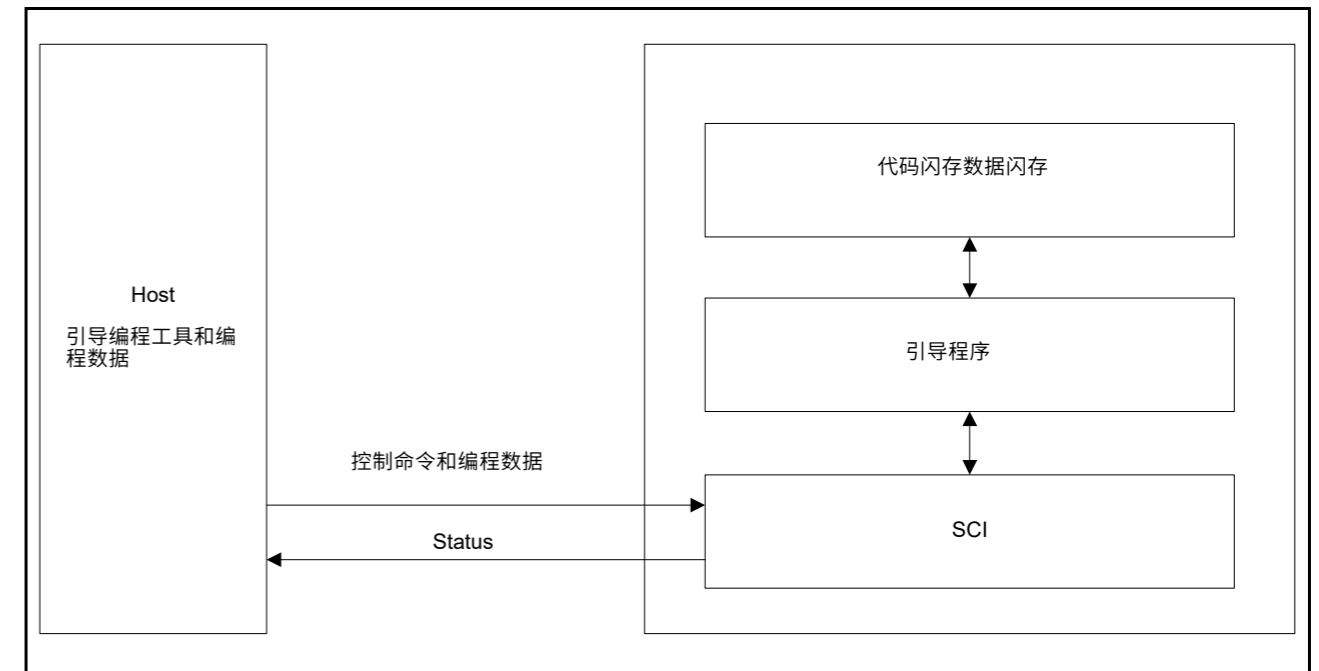 Host
引导编程工具和编
程数据
控制命令和编程数据
Status
代码闪存数据闪存
引导程序
SCI